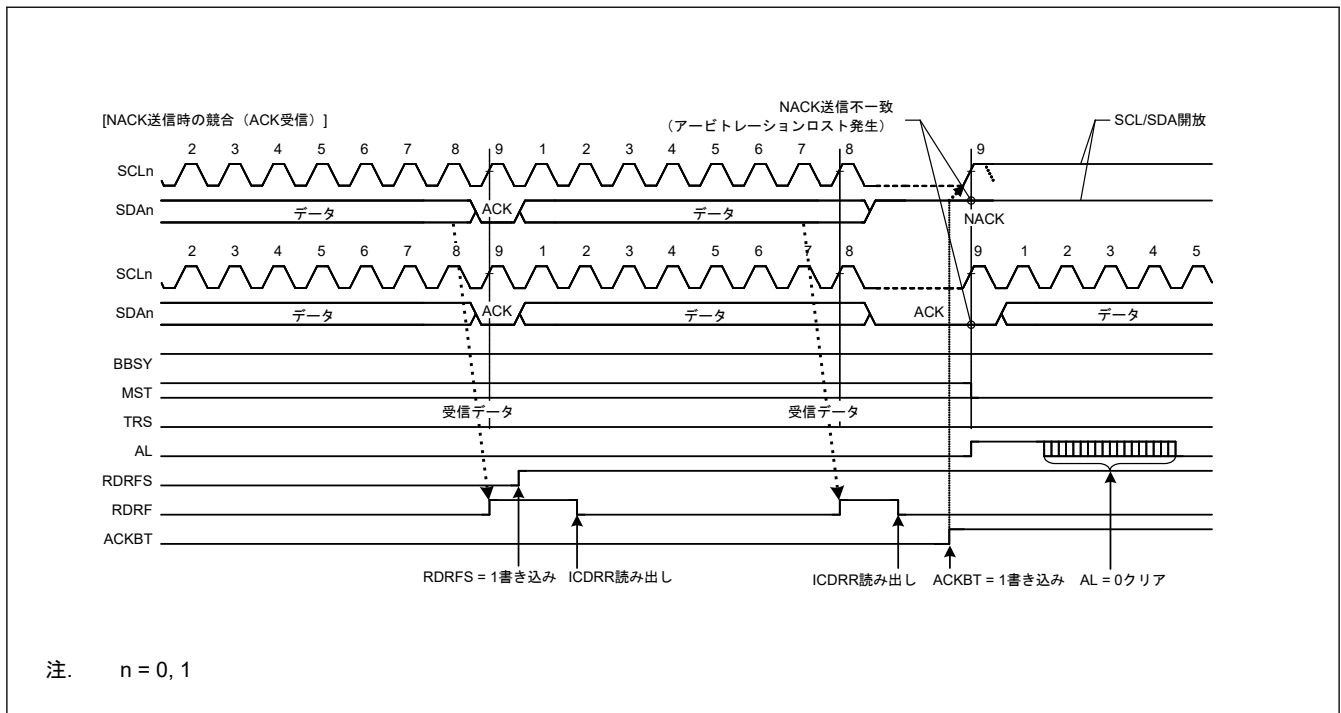 NACK送信不一致
（アービトレーションロスト発生）
SCL/SDA開放
[NACK送信時の競合（ACK受信）]
2 3 4 5 6 7 8 9 1 2 3 4 5 6 7 8 9
SCLn
SDAn データ ACK データ NACK
2 3 4 5 6 7 8 9 1 2 3 4 5 6 7 8 9 1 2 3 4 5
SCLn
SDAn データ ACK データ ACK データ
BBSY
MST
受信データ 受信データ
TRS
AL
RDRFS
RDRF
ACKBT
RDRFS = 1書き込み ICDRR読み出し ICDRR読み出し ACKBT = 1書き込み AL = 0クリア
注. n = 0, 1